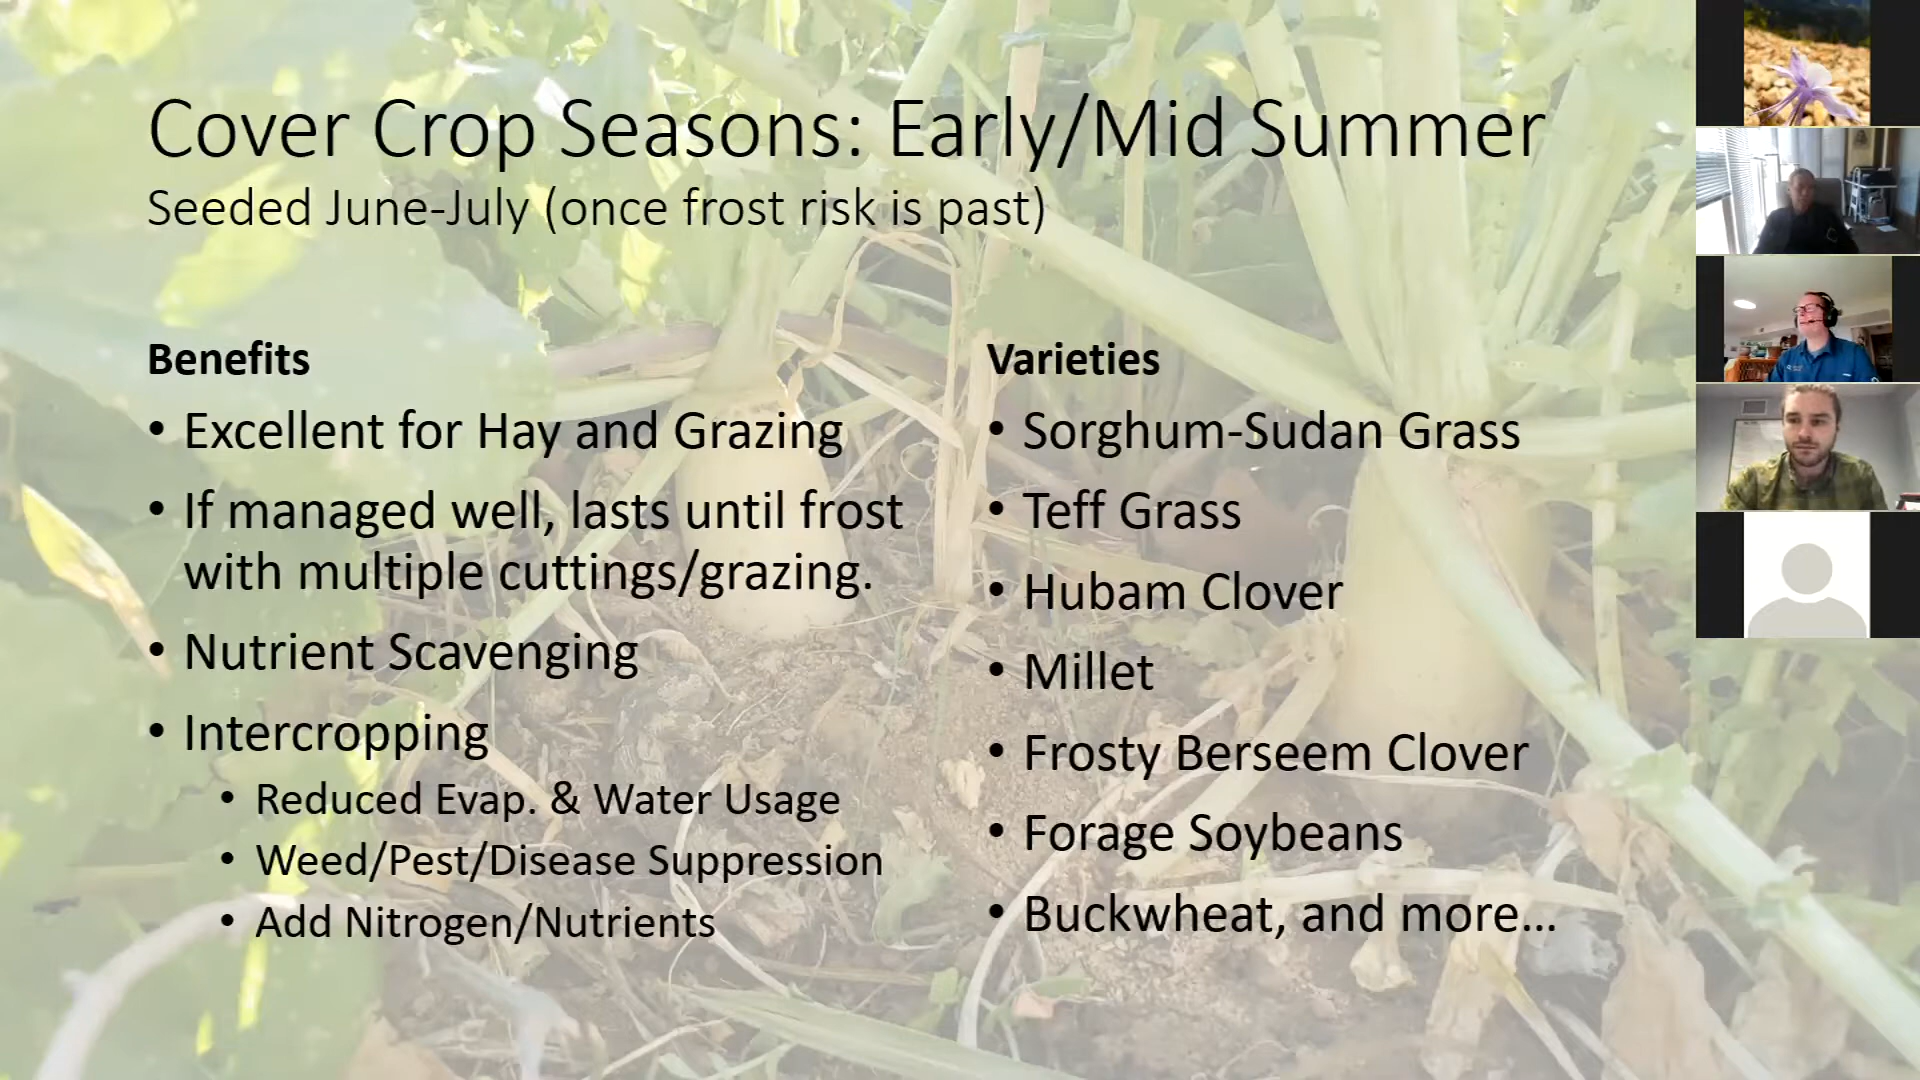 Cover Crop Seasons: Early/Mid Summer
Seeded June-July (once frost risk is past)
Benefits
• Excellent for Hay and Grazing
• If managed well, lasts until frost
with multiple cuttings/grazing.
• Nutrient Scavenging
• Intercropping
• Reduced Evap. & Water Usage
• Weed/Pest/Disease Suppression
• Add Nitrogen/Nutrients
Varieties
• Sorghum-Sudan Grass
• Teff Grass
• Hubam Clover
• Millet
• Frosty Berseem Clover
• Forage Soybeans
• Buckwheat, and more...